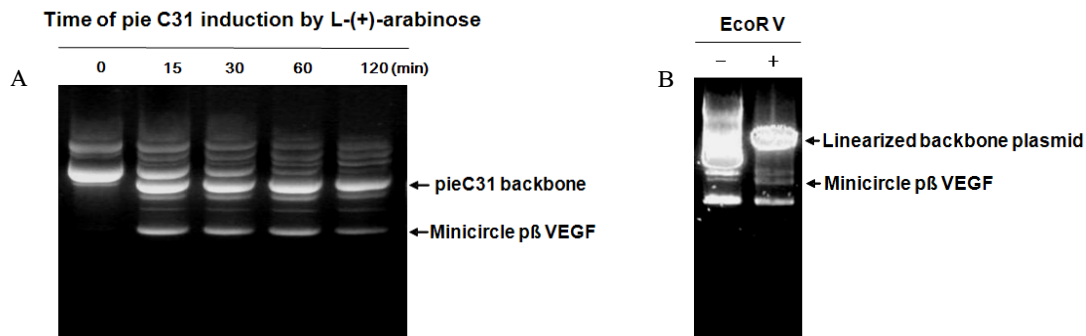 Time of pie C31 induction by L-(+)-arabinose
A
0 15 30 60 120 (min)
pieC31 backbone
Minicircle pß VEGF
EcoR V
B
– +
Linearized backbone plasmid
Minicircle pß VEGF